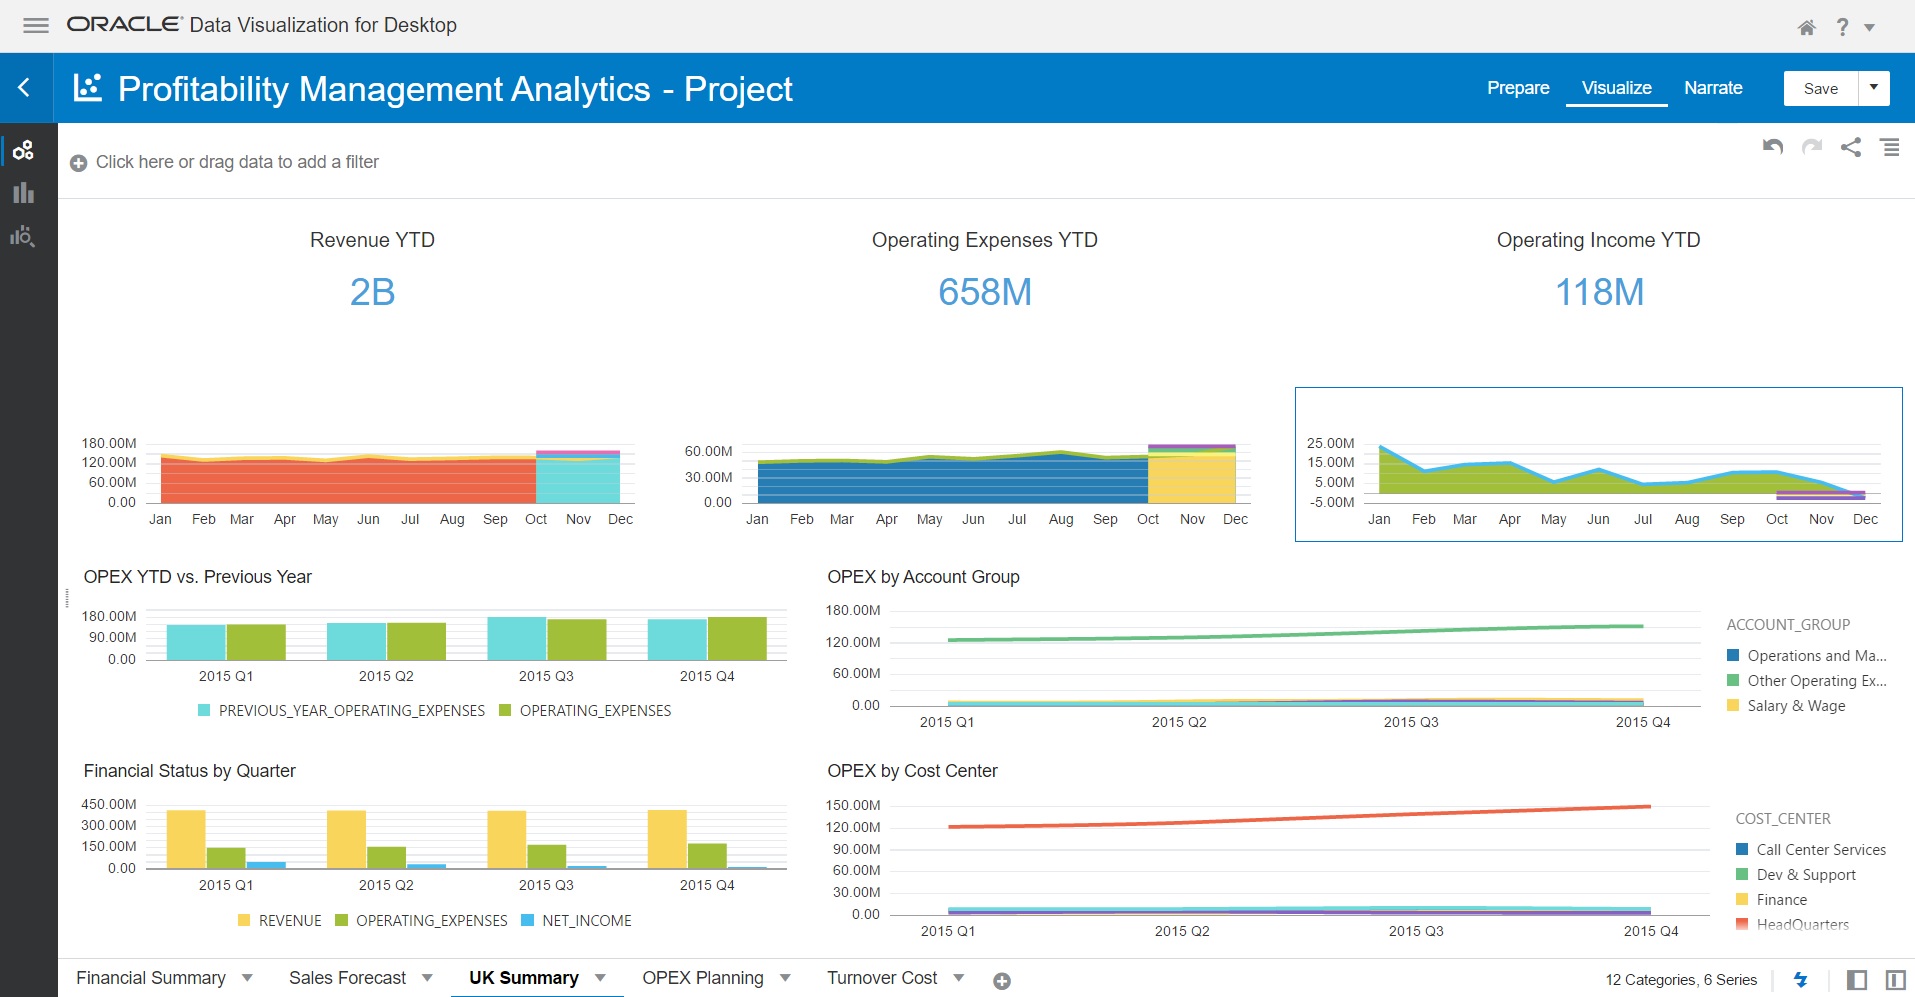 ORACLE Data Visualization for Desktop
?
Profitability Management Analytics - Project
Prepare Visualize Narrate Save
Click here or drag data to add a filter
Revenue YTD
2B
Operating Expenses YTD
658M
Operating Income YTD
118M
180.00M
120.00M
60.00M
0.00
Jan Feb Mar Apr May Jun Jul Aug Sep Oct Nov Dec
60.00M
30.00M
0.00
Jan Feb Mar Apr May Jun Jul Aug Sep Oct Nov Dec
25.00M
15.00M
5.00M
-5.00M
Jan Feb Mar Apr May Jun Jul Aug Sep Oct Nov Dec
OPEX YTD vs. Previous Year
180.00M
90.00M
0.00
2015 Q1 2015 Q2 2015 Q3 2015 Q4
PREVIOUS_YEAR_OPERATING_EXPENSES OPERATING_EXPENSES
OPEX by Account Group
180.00M
120.00M
60.00M
0.00
2015 Q1 2015 Q2 2015 Q3 2015 Q4
ACCOUNT_GROUP
Operations and Ma...
Other Operating Ex...
Salary & Wage
Financial Status by Quarter
450.00M
300.00M
150.00M
0.00
2015 Q1 2015 Q2 2015 Q3 2015 Q4
REVENUE OPERATING_EXPENSES NET_INCOME
OPEX by Cost Center
150.00M
120.00M
90.00M
60.00M
30.00M
0.00
2015 Q1 2015 Q2 2015 Q3 2015 Q4
COST_CENTER
Call Center Services
Dev & Support
Finance
HeadQuarters
Financial Summary Sales Forecast UK Summary OPEX Planning Turnover Cost
12 Categories, 6 Series